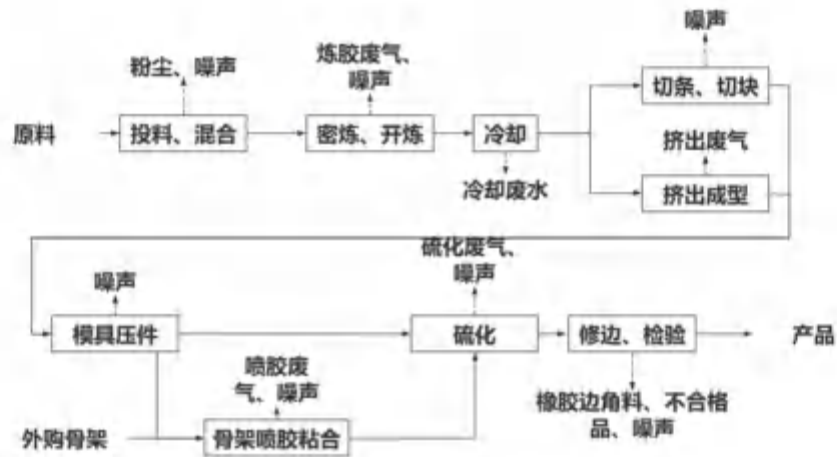 噪声
粉尘、噪声
炼胶废气、
噪声
切条、切块
原料
投料、混合
密炼、开炼
冷却
挤出废气
冷却废水
挤出成型
硫化废气、
噪声
噪声
模具压件
硫化
修边、检验
产品
喷胶废
气、噪声
橡胶边角料、不合格
品、噪声
外购骨架
骨架喷胶粘合